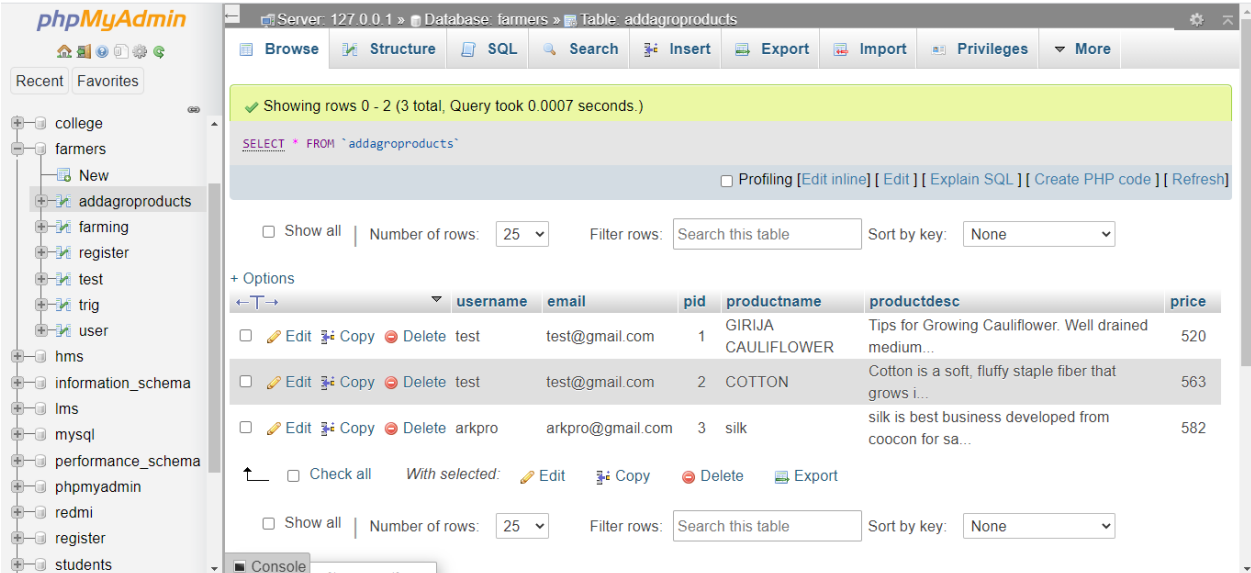 phpMyAdmin
Recent Favorites
college
farmers
New
addagroproducts
farming
register
test
trig
user
hms
information_schema
lms
mysql
performance_schema
phpmyadmin
redmi
register
students
Server: 127.0.0.1 » Database: farmers » Table: addagroproducts
Browse Structure SQL Search Insert Export Import Privileges More
Showing rows 0 - 2 (3 total, Query took 0.0007 seconds.)
SELECT * FROM `addagroproducts`
Profiling [Edit inline] [ Edit ] [ Explain SQL ] [ Create PHP code ] [ Refresh]
Show all | Number of rows: 25 Filter rows: Search this table Sort by key: None
+ Options
←T→ username email pid productname productdesc price
Edit Copy Delete test test@gmail.com 1 GIRIJA CAULIFLOWER Tips for Growing Cauliflower. Well drained medium... 520
Edit Copy Delete test test@gmail.com 2 COTTON Cotton is a soft, fluffy staple fiber that grows i... 563
Edit Copy Delete arkpro arkpro@gmail.com 3 silk silk is best business developed from coocon for sa... 582
Check all With selected: Edit Copy Delete Export
Show all | Number of rows: 25 Filter rows: Search this table Sort by key: None
Console